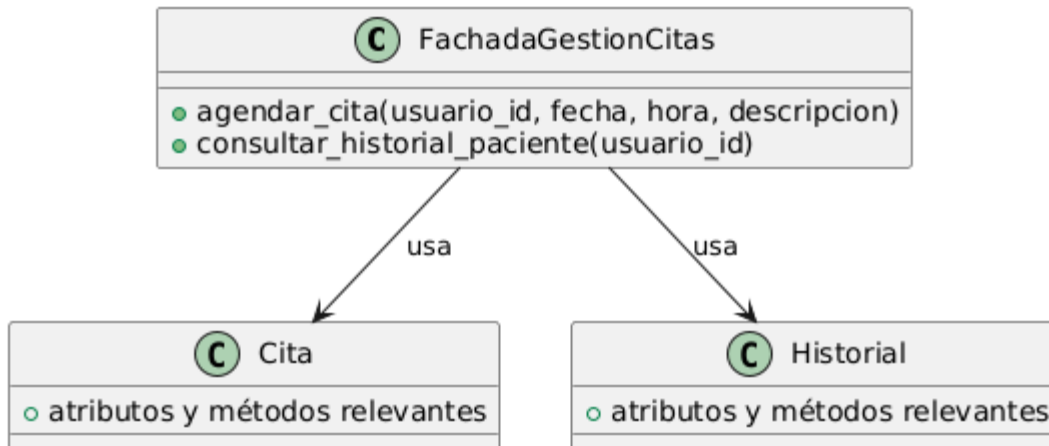 C FachadaGestionCitas
agendar_cita(usuario_id, fecha, hora, descripcion)
consultar_historial_paciente(usuario_id)
usa
usa
C Cita
C Historial
atributos y métodos relevantes
atributos y métodos relevantes